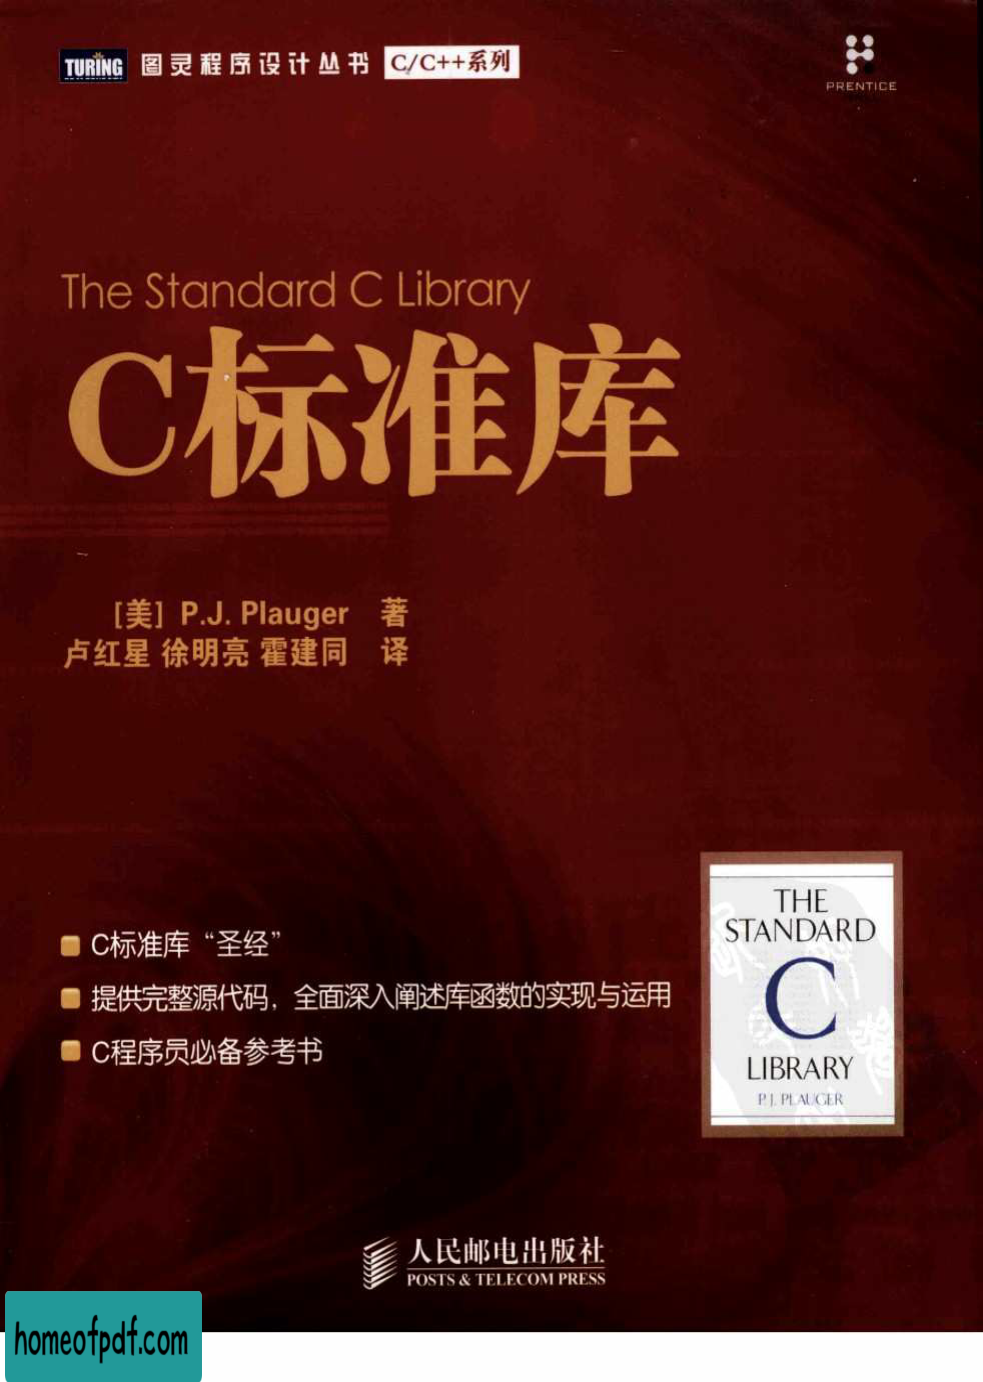 TURING 图灵程序设计丛书 C/C++系列
PRENTICE
The Standard C Library
C标准库
[美] P.J. Plauger 著
卢红星 徐明亮 霍建同 译
C标准库“圣经”
提供完整源代码，全面深入阐述库函数的实现与运用
C程序员必备参考书
THE
STANDARD
C
LIBRARY
P.J. PLAUGER
人民邮电出版社
POSTS & TELECOM PRESS
homeofpdf.com